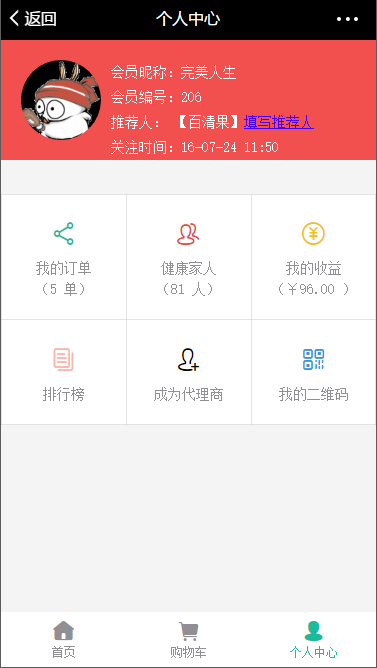 返回
个人中心
会员昵称：完美人生
会员编号：206
推荐人： 【百清果】填写推荐人
关注时间：16-07-24 11:50
我的订单
（5 单）
健康家人
（81 人）
我的收益
（￥96.00 ）
排行榜
成为代理商
我的二维码
首页
购物车
个人中心